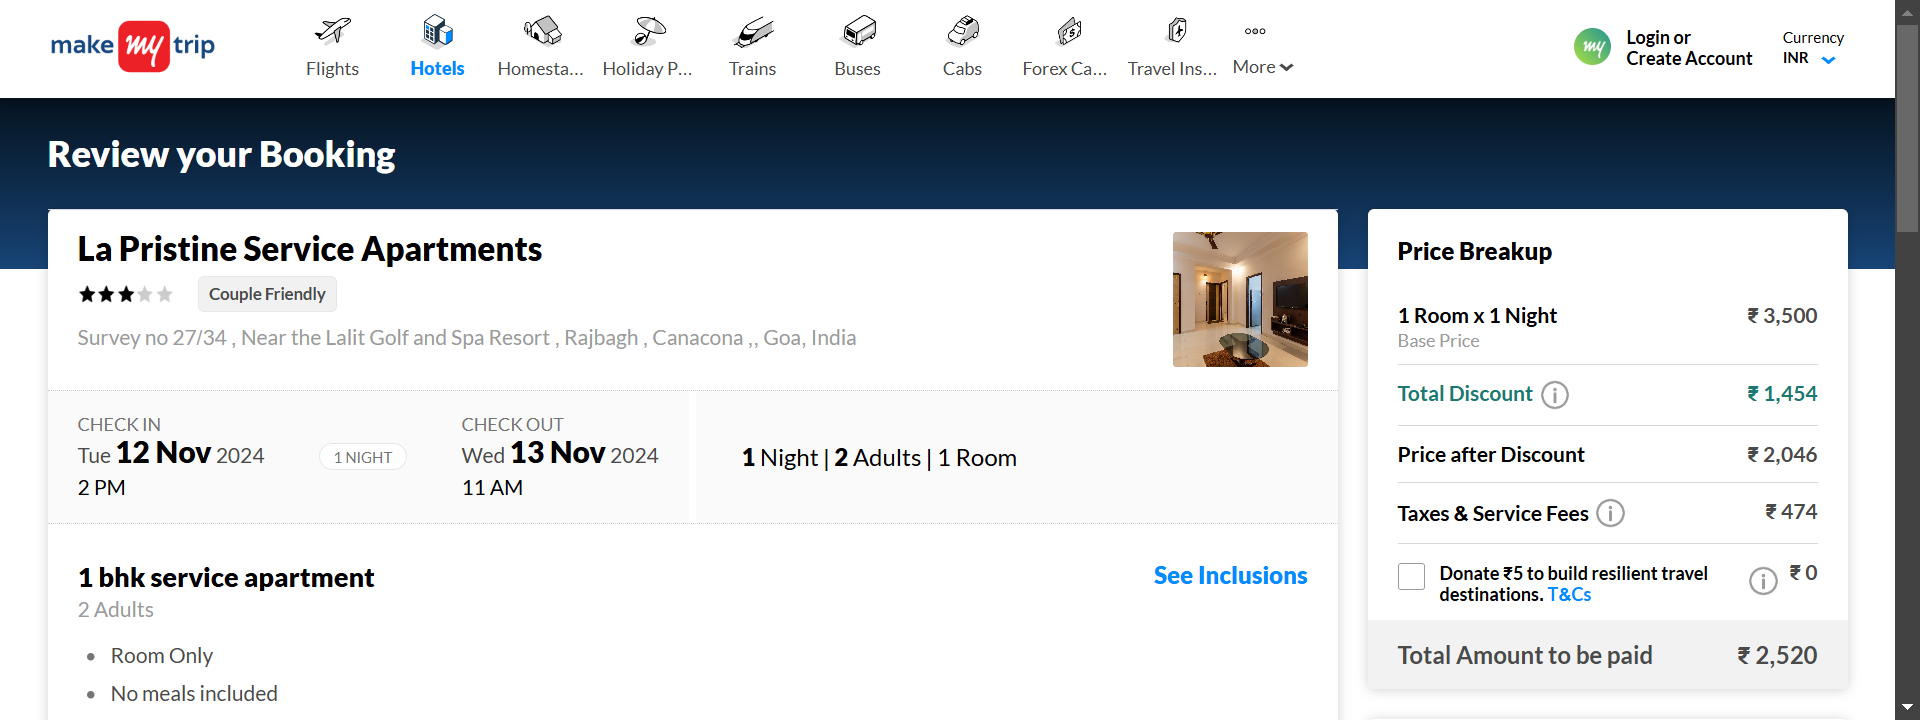 make my trip
Flights
Hotels
Homesta...
Holiday P...
Trains
Buses
Cabs
Forex Ca...
Travel Ins...
More
my
Login or
Create Account
Currency
INR
Review your Booking
La Pristine Service Apartments
Couple Friendly
Survey no 27/34 , Near the Lalit Golf and Spa Resort , Rajbagh , Canacona ,, Goa, India
CHECK IN
Tue 12 Nov 2024
2 PM
1 NIGHT
CHECK OUT
Wed 13 Nov 2024
11 AM
1 Night | 2 Adults | 1 Room
1 bhk service apartment
See Inclusions
2 Adults
• Room Only
• No meals included
Price Breakup
1 Room x 1 Night ₹ 3,500
Base Price
Total Discount i ₹ 1,454
Price after Discount ₹ 2,046
Taxes & Service Fees i ₹ 474
Donate ₹5 to build resilient travel i ₹ 0
destinations. T&Cs
Total Amount to be paid ₹ 2,520